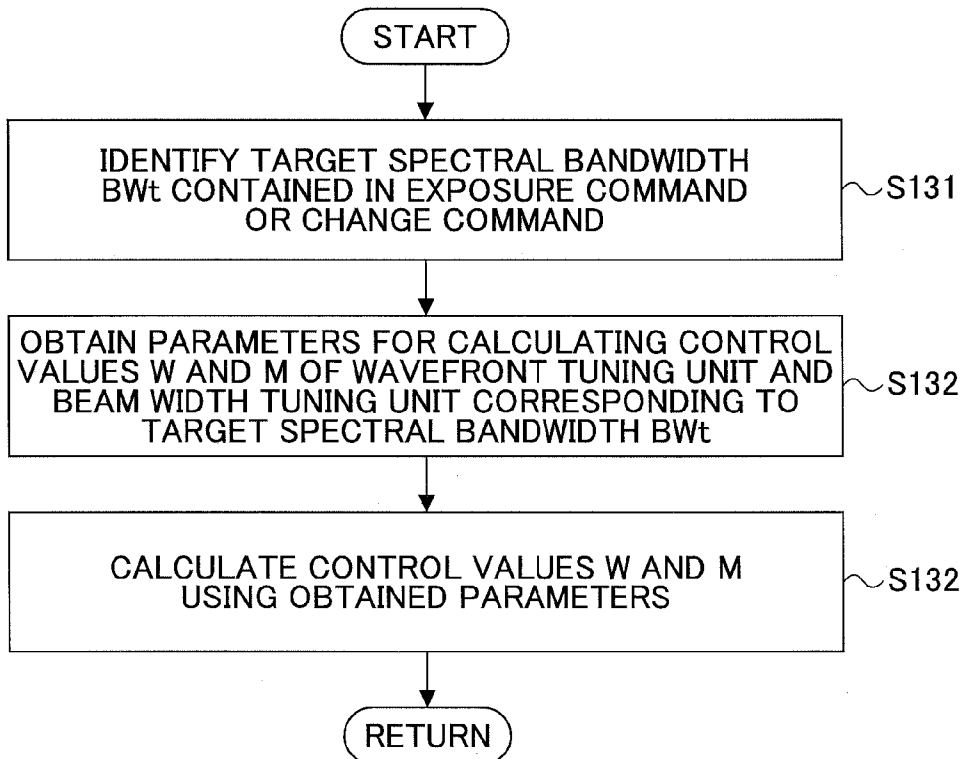 START
IDENTIFY TARGET SPECTRAL BANDWIDTH
BWt CONTAINED IN EXPOSURE COMMAND
OR CHANGE COMMAND
S131
OBTAIN PARAMETERS FOR CALCULATING CONTROL
VALUES W AND M OF WAVEFRONT TUNING UNIT AND
BEAM WIDTH TUNING UNIT CORRESPONDING TO
TARGET SPECTRAL BANDWIDTH BWt
S132
CALCULATE CONTROL VALUES W AND M
USING OBTAINED PARAMETERS
S132
RETURN